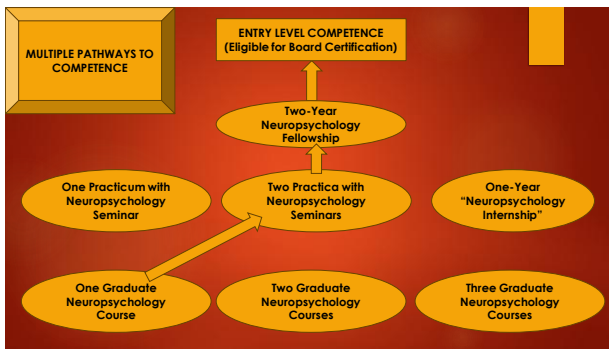 MULTIPLE PATHWAYS TO
COMPETENCE
ENTRY LEVEL COMPETENCE
(Eligible for Board Certification)
Two-Year
Neuropsychology
Fellowship
One Practicum with
Neuropsychology
Seminar
Two Practica with
Neuropsychology
Seminars
One-Year
“Neuropsychology
Internship”
One Graduate
Neuropsychology
Course
Two Graduate
Neuropsychology
Courses
Three Graduate
Neuropsychology
Courses